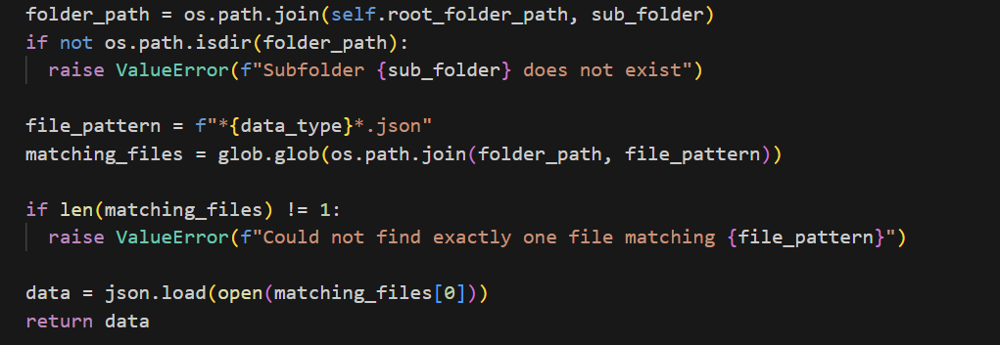 folder_path = os.path.join(self.root_folder_path, sub_folder)
if not os.path.isdir(folder_path):
raise ValueError(f"Subfolder {sub_folder} does not exist")
file_pattern = f"*{data_type}*.json"
matching_files = glob.glob(os.path.join(folder_path, file_pattern))
if len(matching_files) != 1:
raise ValueError(f"Could not find exactly one file matching {file_pattern}")
data = json.load(open(matching_files[0]))
return data